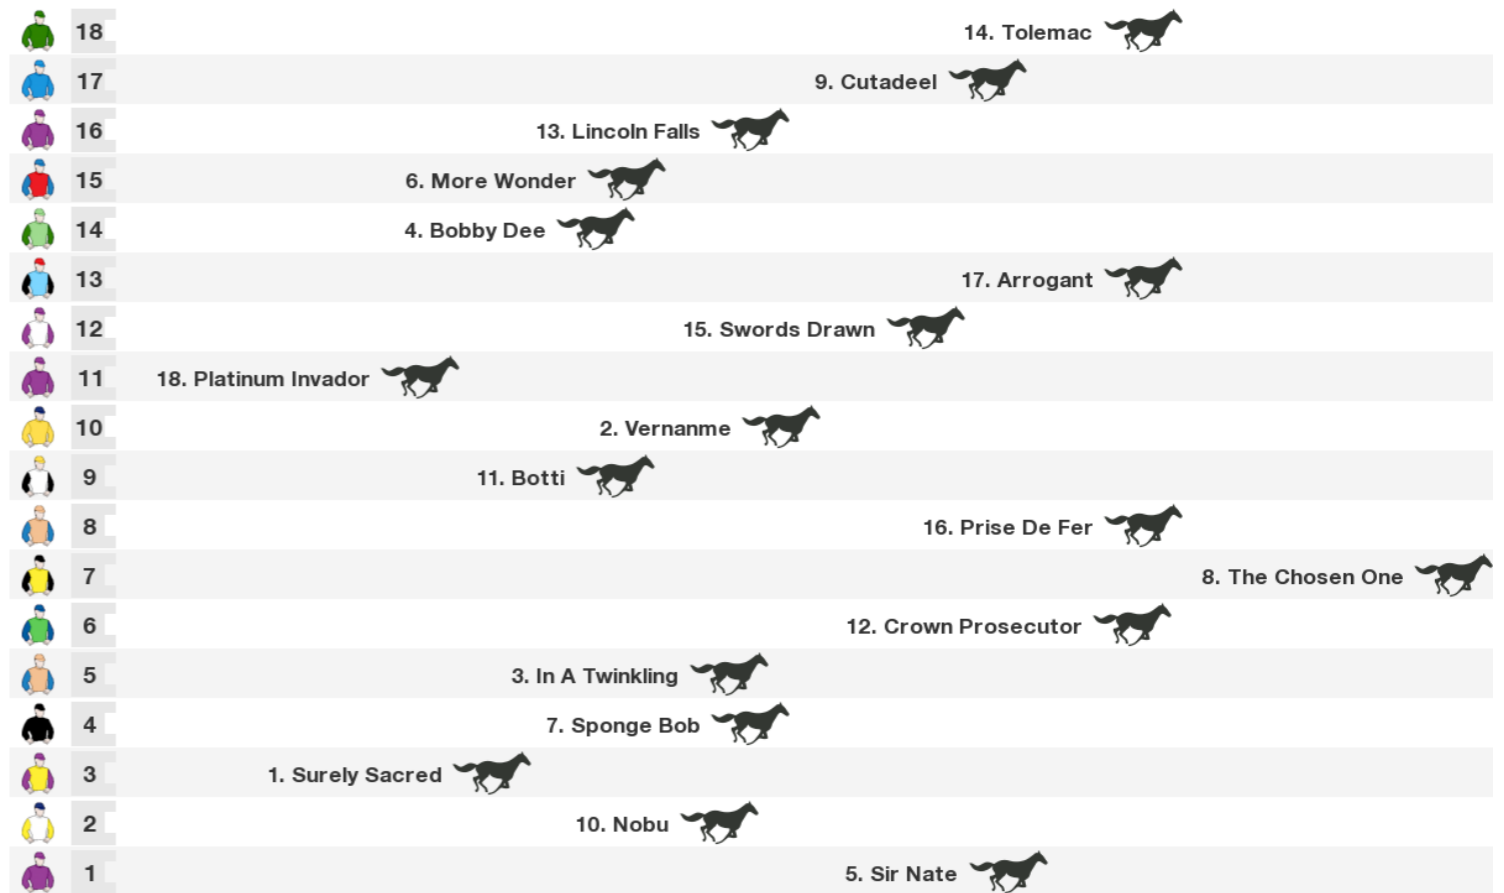 18 14. Tolemac
17 9. Cutadeel
16 13. Lincoln Falls
15 6. More Wonder
14 4. Bobby Dee
13 17. Arrogant
12 15. Swords Drawn
11 18. Platinum Invador
10 2. Vernanme
9 11. Botti
8 16. Prise De Fer
7 8. The Chosen One
6 12. Crown Prosecutor
5 3. In A Twinkling
4 7. Sponge Bob
3 1. Surely Sacred
2 10. Nobu
1 5. Sir Nate